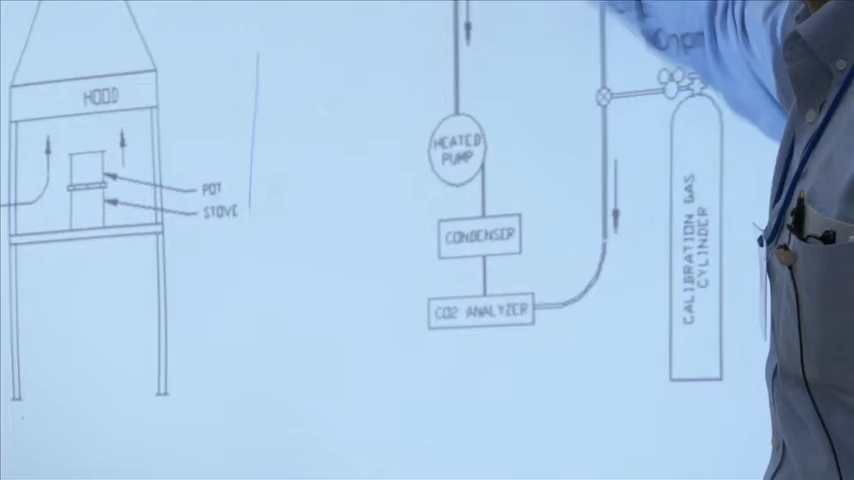 HOOD
POT
STOVE
HEATED
PUMP
CONDENSER
CO2 ANALYZER
CALIBRATION GAS
CYLINDER